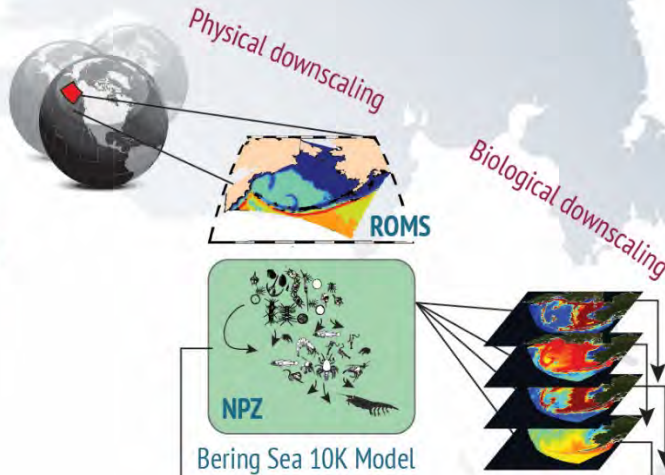 Physical downscaling
ROMS
Biological downscaling
NPZ
Bering Sea 10K Model